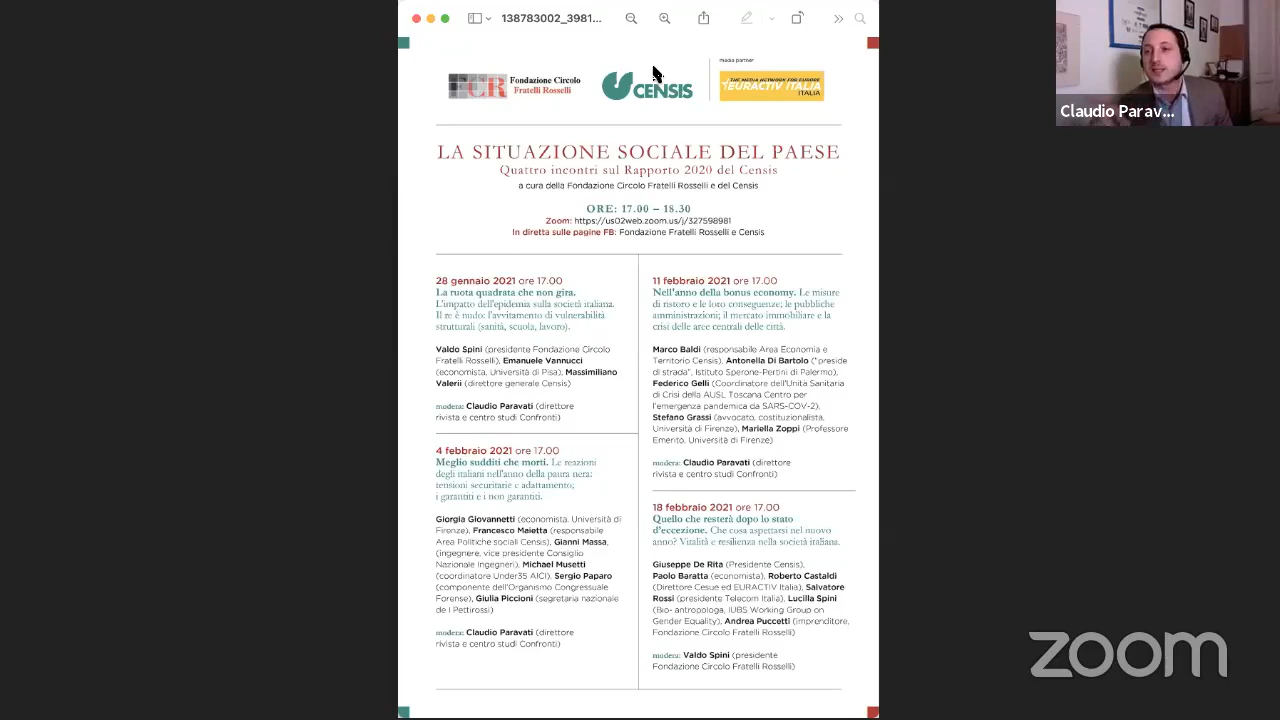 138783002_3981...
FCR
Fondazione Circolo
Fratelli Rosselli
CENSIS
media partner
THE MEDIA NETWORK FOR EUROPE
EURACTIV ITALIA
ITALIA
LA SITUAZIONE SOCIALE DEL PAESE
Quattro incontri sul Rapporto 2020 del Censis
a cura della Fondazione Circolo Fratelli Rosselli e del Censis
ORE: 17.00 – 18.30
Zoom: https://us02web.zoom.us/j/327598981
In diretta sulle pagine FB: Fondazione Fratelli Rosselli e Censis
28 gennaio 2021 ore 17.00
La ruota quadrata che non gira.
L'impatto dell'epidemia sulla società italiana.
Il re è nudo: l'avvitamento di vulnerabilità
strutturali (sanità, scuola, lavoro).
Valdo Spini (presidente Fondazione Circolo
Fratelli Rosselli), Emanuele Vannucci
(economista, Università di Pisa), Massimiliano
Valerii (direttore generale Censis)
modera: Claudio Paravati (direttore
rivista e centro studi Confronti)
4 febbraio 2021 ore 17.00
Meglio sudditi che morti. Le reazioni
degli italiani nell'anno della paura nera:
tensioni securitarie e adattamento;
i garantiti e i non garantiti.
Giorgia Giovannetti (economista, Università di
Firenze), Francesco Maietta (responsabile
Area Politiche sociali Censis), Gianni Massa,
(ingegnere, vice presidente Consiglio
Nazionale Ingegneri), Michael Musetti
(coordinatore Under35 AICI), Sergio Paparo
(componente dell'Organismo Congressuale
Forense), Giulia Piccioni (segretaria nazionale
de I Pettirossi)
modera: Claudio Paravati (direttore
rivista e centro studi Confronti)
11 febbraio 2021 ore 17.00
Nell'anno della bonus economy. Le misure
di ristoro e le loro conseguenze; le pubbliche
amministrazioni; il mercato immobiliare e la
crisi delle aree centrali delle città.
Marco Baldi (responsabile Area Economia e
Territorio Censis), Antonella Di Bartolo ("preside
di strada", Istituto Sperone-Pertini di Palermo),
Federico Gelli (Coordinatore dell'Unità Sanitaria
di Crisi della AUSL Toscana Centro per
l'emergenza pandemica da SARS-COV-2),
Stefano Grassi (avvocato, costituzionalista,
Università di Firenze), Mariella Zoppi (Professore
Emerito, Università di Firenze)
modera: Claudio Paravati (direttore
rivista e centro studi Confronti)
18 febbraio 2021 ore 17.00
Quello che resterà dopo lo stato
d'eccezione. Che cosa aspettarsi nel nuovo
anno? Vitalità e resilienza nella società italiana.
Giuseppe De Rita (Presidente Censis),
Paolo Baratta (economista), Roberto Castaldi
(Direttore Cesue ed EURACTIV Italia), Salvatore
Rossi (presidente Telecom Italia), Lucilla Spini
(Bio- antropologa, IUBS Working Group on
Gender Equality), Andrea Puccetti (imprenditore,
Fondazione Circolo Fratelli Rosselli)
modera: Valdo Spini (presidente
Fondazione Circolo Fratelli Rosselli)
Claudio Parav...
zoom